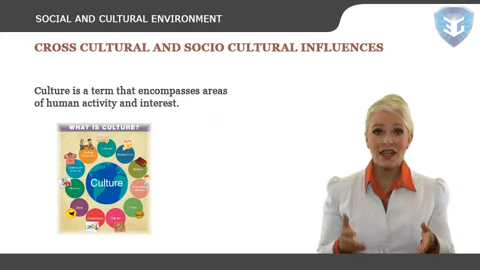 SOCIAL AND CULTURAL ENVIRONMENT
CROSS CULTURAL AND SOCIO CULTURAL INFLUENCES
Culture is a term that encompasses areas
of human activity and interest.
WHAT IS CULTURE?
Culture